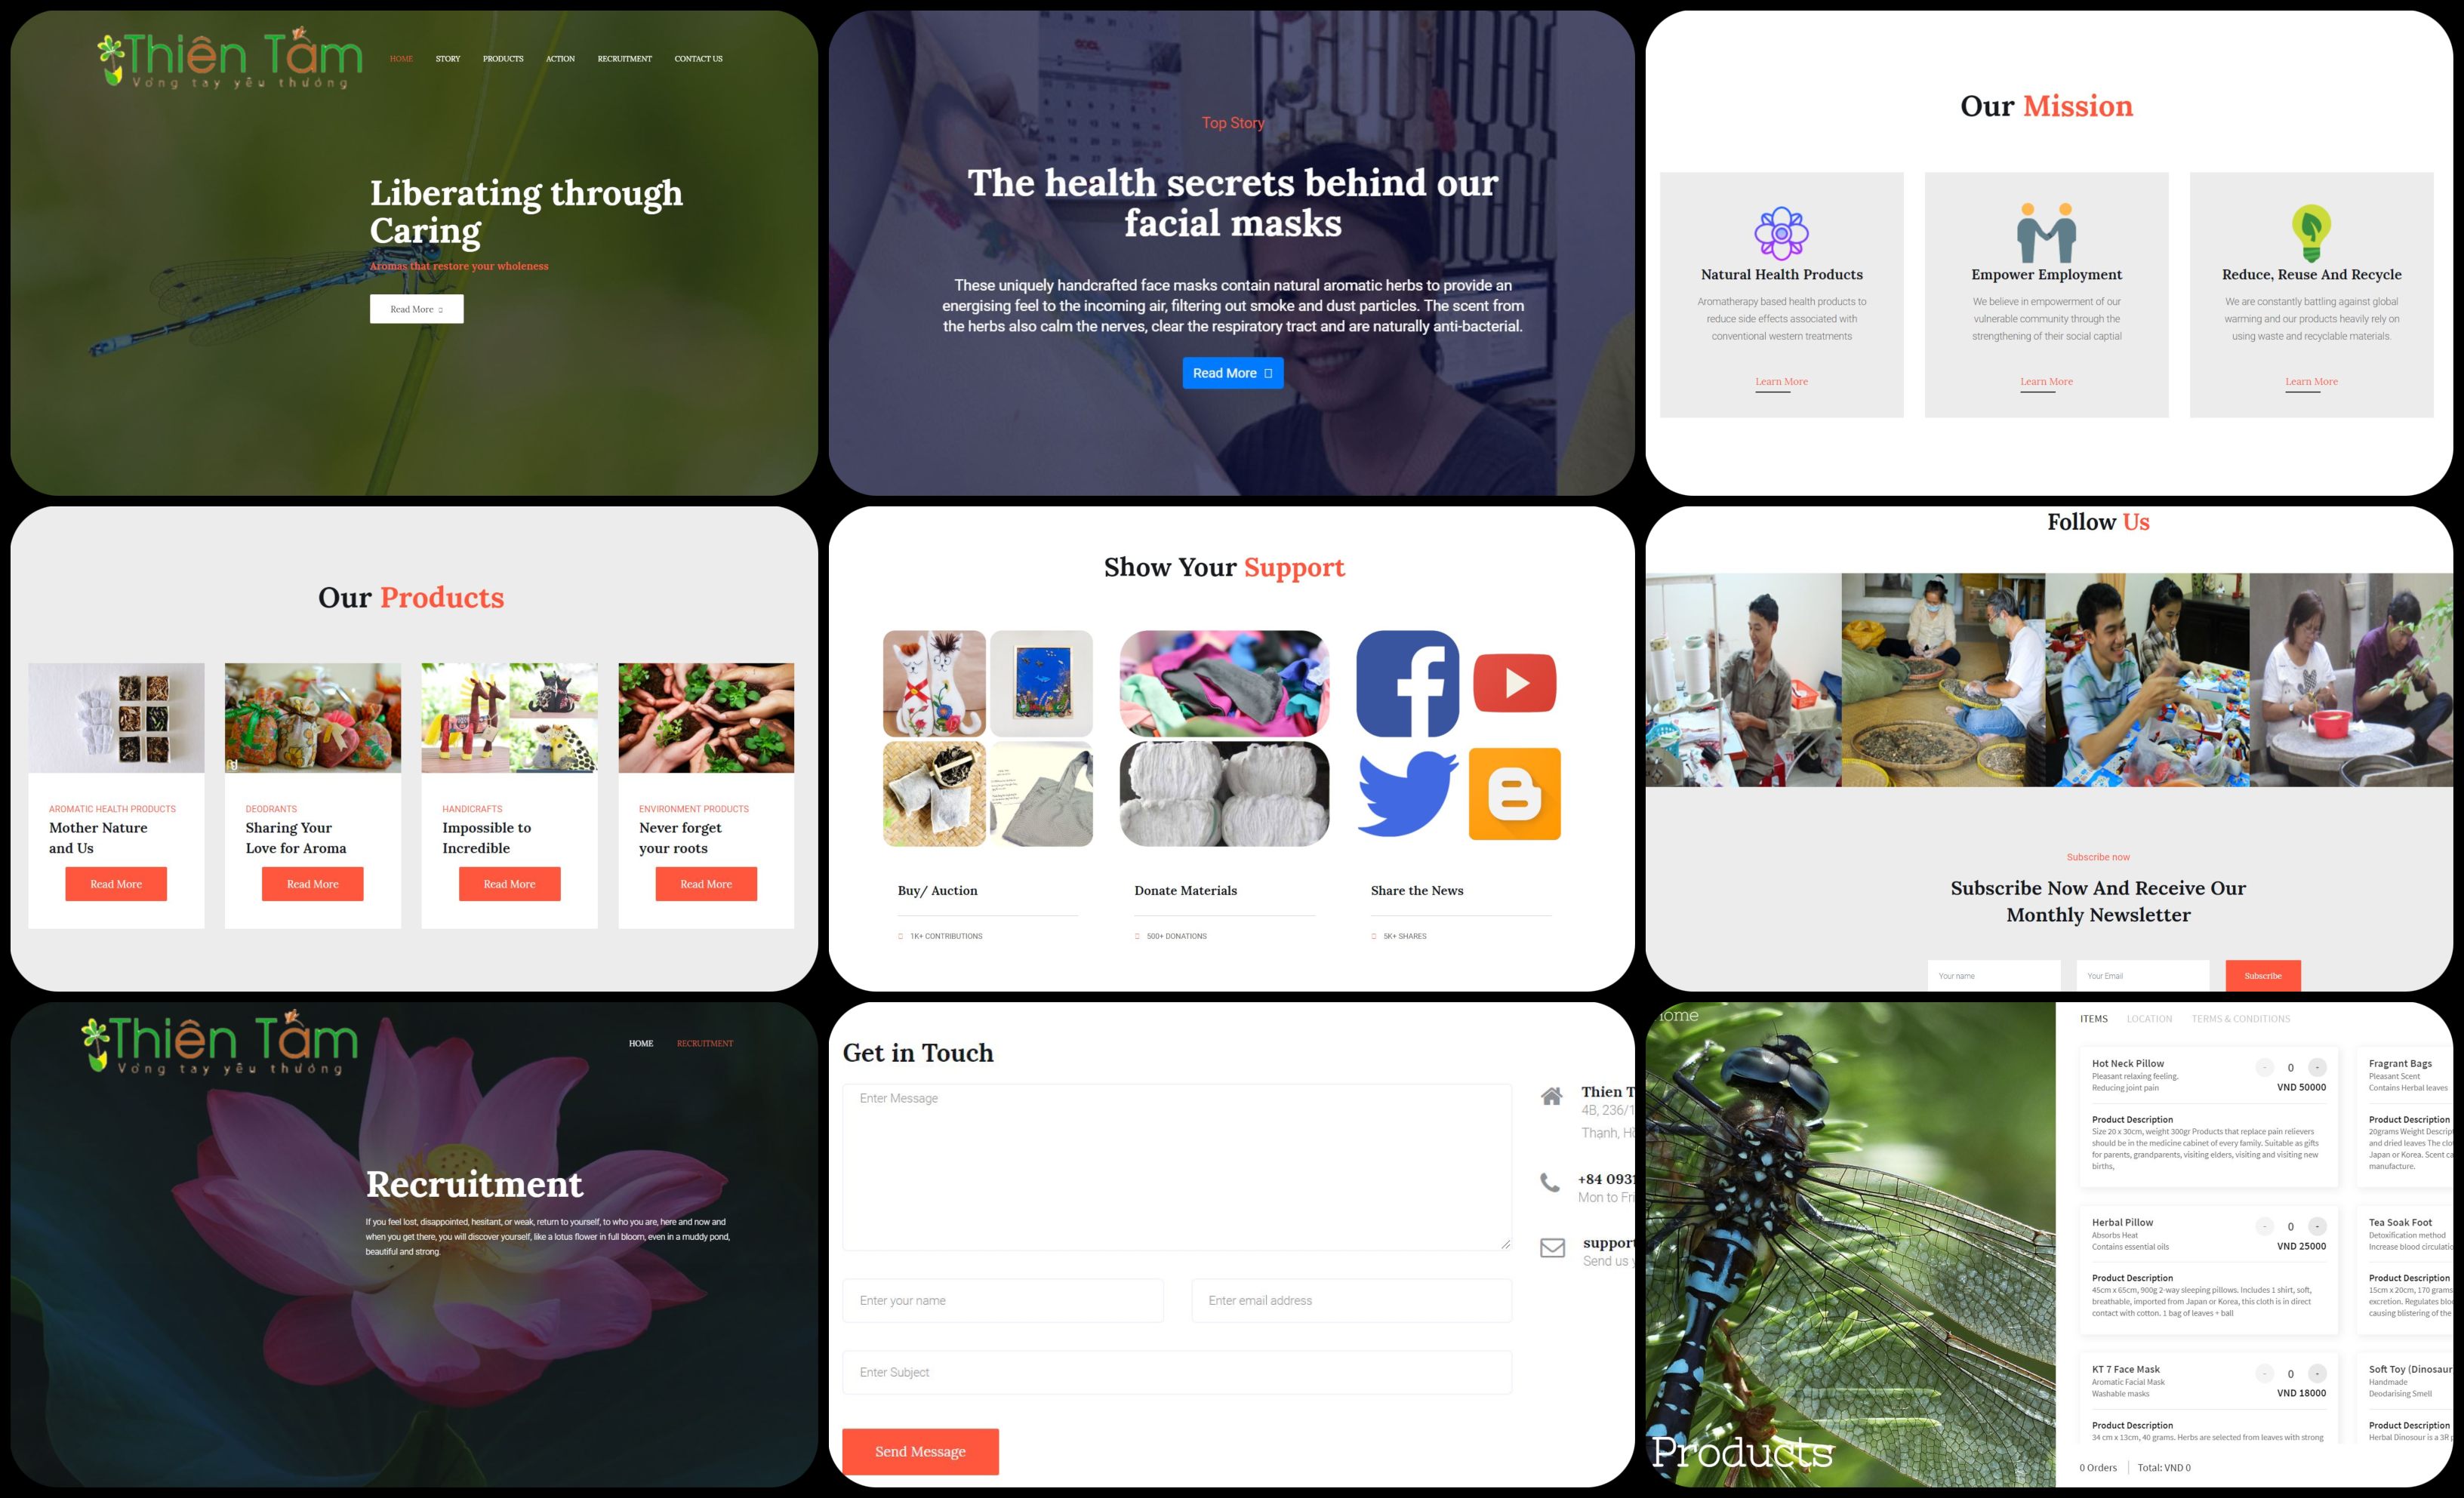 Thiên Tâm
Vòng tay yêu thương
HOME STORY PRODUCTS ACTION RECRUITMENT CONTACT US
Liberating through
Caring
Aromas that restore your wholeness
Read More
Top Story
The health secrets behind our
facial masks
These uniquely handcrafted face masks contain natural aromatic herbs to provide an
energising feel to the incoming air, filtering out smoke and dust particles. The scent from
the herbs also calm the nerves, clear the respiratory tract and are naturally anti-bacterial.
Read More
Our Mission
Natural Health Products
Aromatherapy based health products to
reduce side effects associated with
conventional western treatments
Learn More
Empower Employment
We believe in empowerment of our
vulnerable community through the
strengthening of their social captial
Learn More
Reduce, Reuse And Recycle
We are constantly battling against global
warming and our products heavily rely on
using waste and recyclable materials.
Learn More
Our Products
AROMATIC HEALTH PRODUCTS
Mother Nature
and Us
Read More
DEODRANTS
Sharing Your
Love for Aroma
Read More
HANDICRAFTS
Impossible to
Incredible
Read More
ENVIRONMENT PRODUCTS
Never forget
your roots
Read More
Show Your Support
Buy/ Auction
1K+ CONTRIBUTIONS
Donate Materials
500+ DONATIONS
Share the News
5K+ SHARES
Follow Us
Subscribe now
Subscribe Now And Receive Our
Monthly Newsletter
Your name
Your Email
Subscribe
Thiên Tâm
Vòng tay yêu thương
HOME RECRUITMENT
Recruitment
If you feel lost, disappointed, hesitant, or weak, return to yourself, to who you are, here and now and
when you get there, you will discover yourself, like a lotus flower in full bloom, even in a muddy pond,
beautiful and strong.
Get in Touch
Enter Message
Enter your name
Enter email address
Enter Subject
Send Message
Thien T
4B, 236/1
Thạnh, H
+84 0931
Mon to Fri
support
Send us
Home
Products
ITEMS LOCATION TERMS & CONDITIONS
Hot Neck Pillow
Pleasant relaxing feeling.
Reducing joint pain
- 0 -
VND 50000
Product Description
Size 20 x 30cm, weight 300gr Products that replace pain relievers
should be in the medicine cabinet of every family. Suitable as gifts
for parents, grandparents, visiting elders, visiting and visiting new
births,
Fragrant Bags
Pleasant Scent
Contains Herbal leaves
Product Description
20grams Weight Descrip
and dried leaves The clo
Japan or Korea. Scent ca
manufacture.
Herbal Pillow
Absorbs Heat
Contains essential oils
- 0 -
VND 25000
Product Description
45cm x 65cm, 900g 2-way sleeping pillows. Includes 1 shirt, soft,
breathable, imported from Japan or Korea, this cloth is in direct
contact with cotton. 1 bag of leaves + ball
Tea Soak Foot
Detoxification method
Increase blood circulatio
Product Description
15cm x 20cm, 170 grams
excretion. Regulates blo
causing blistering of the
KT 7 Face Mask
Aromatic Facial Mask
Washable masks
- 0 -
VND 18000
Product Description
34 cm x 13cm, 40 grams. Herbs are selected from leaves with strong
Soft Toy (Dinosaur
Handmade
Deodarising Smell
Product Description
Herbal Dinosour is a 3R p
0 Orders Total: VND 0